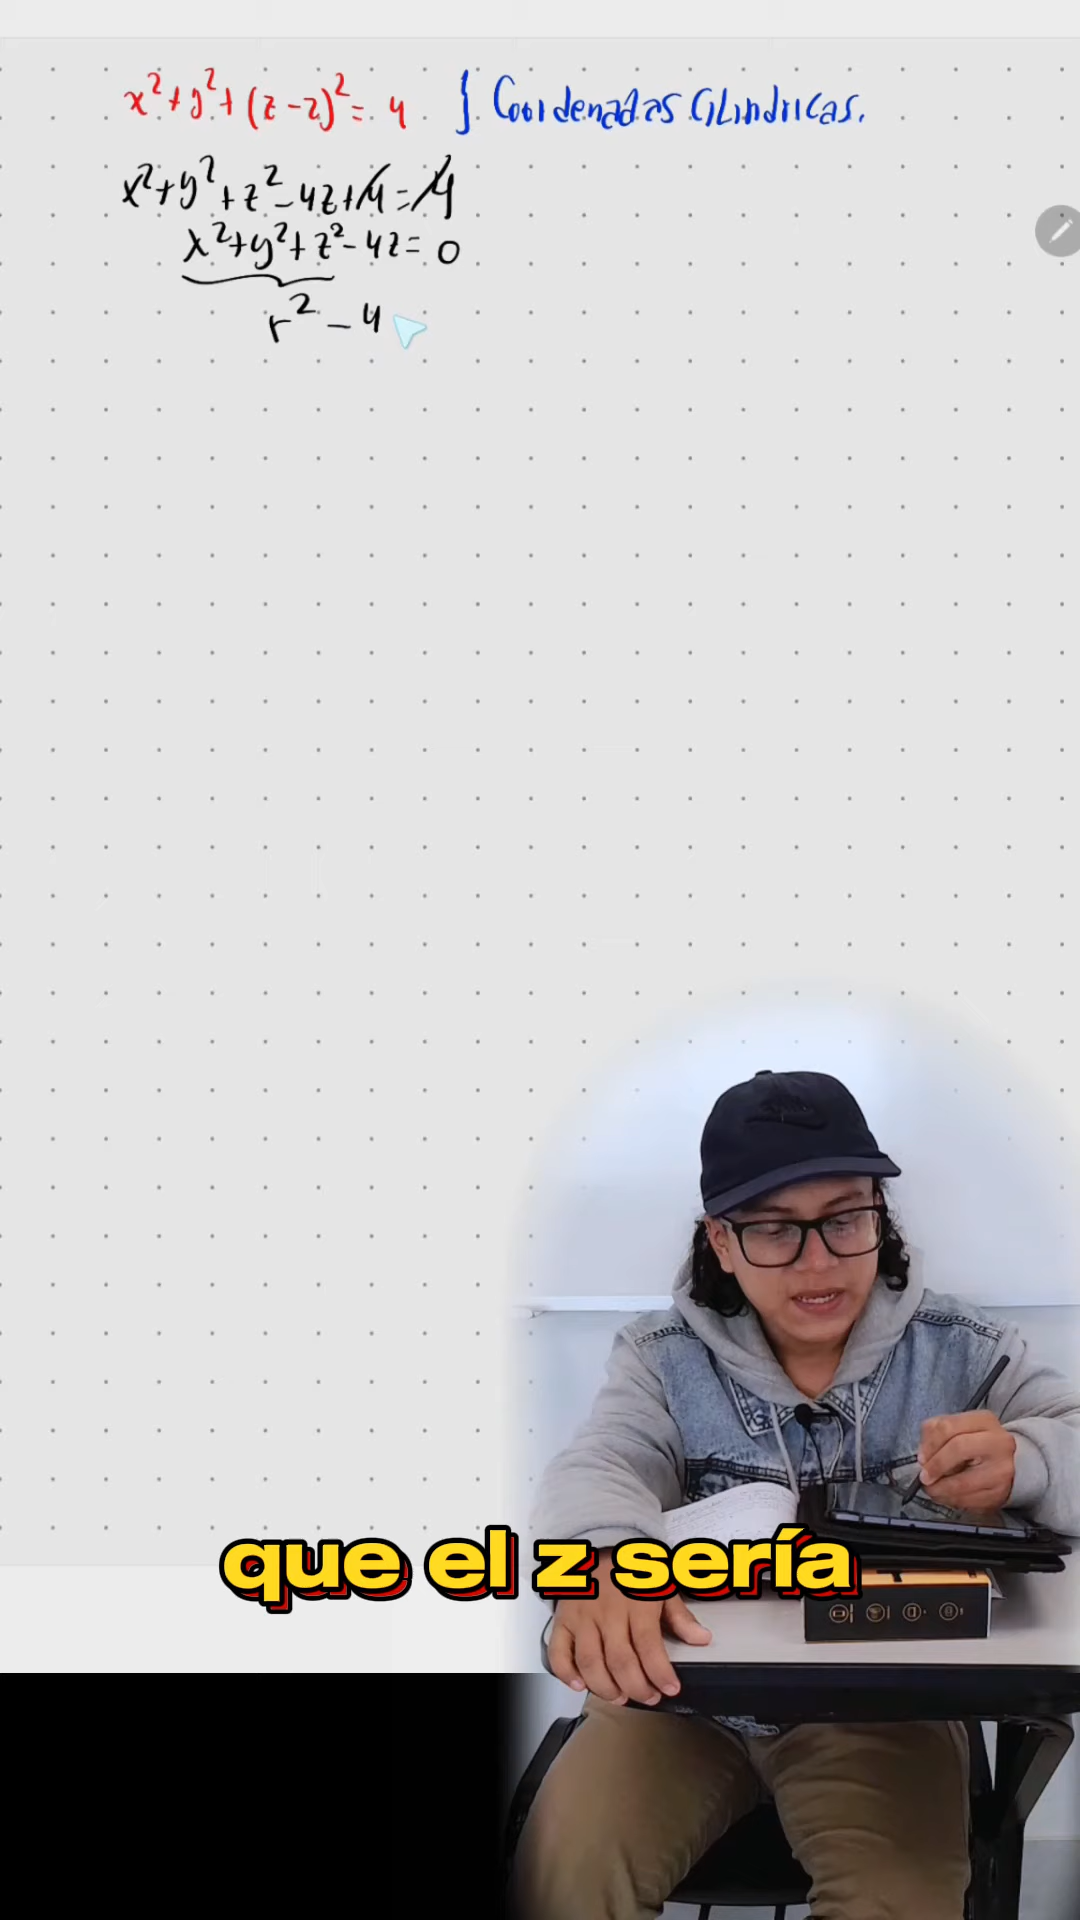 x²+y²+(z-2)²=4 ∫ Coordenadas Cilindricas.
x²+y²+z²-4z+4=4
x²+y²+z²-4z=0
r²-4
que el z sería